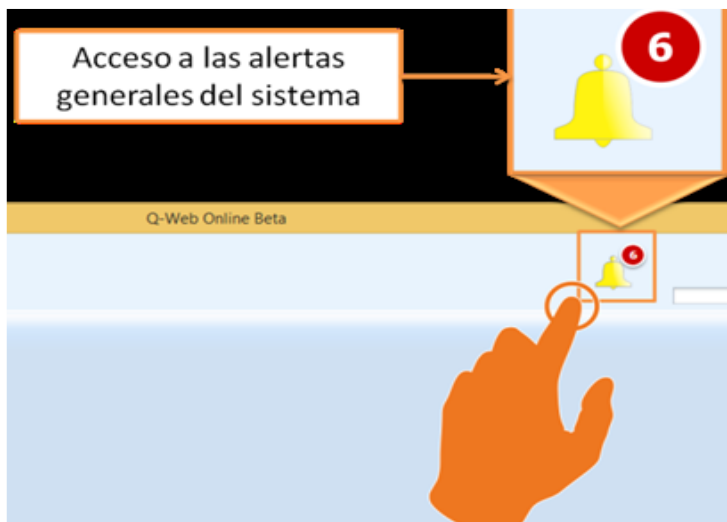 Acceso a las alertas
generales del sistema
6
Q-Web Online Beta
6